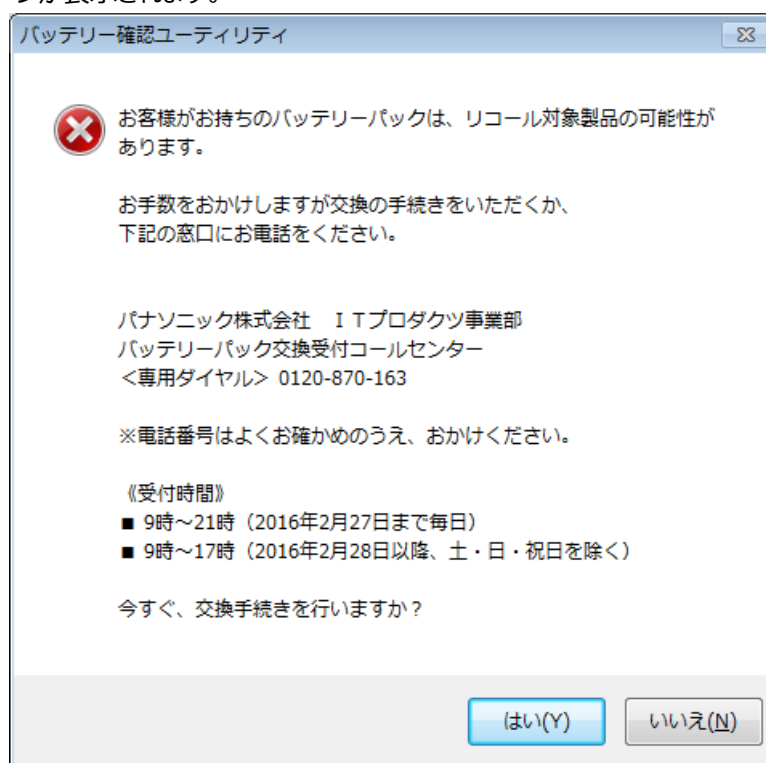 バッテリー確認ユーティリティ
お客様がお持ちのバッテリーパックは、リコール対象製品の可能性が
あります。
お手数をおかけしますが交換の手続きをいただくか、
下記の窓口にお電話をください。
パナソニック株式会社　ＩＴプロダクツ事業部
バッテリーパック交換受付コールセンター
＜専用ダイヤル＞ 0120-870-163
※電話番号はよくお確かめのうえ、おかけください。
《受付時間》
■ 9時～21時（2016年2月27日まで毎日）
■ 9時～17時（2016年2月28日以降、土・日・祝日を除く）
今すぐ、交換手続きを行いますか？
はい(Y)
いいえ(N)